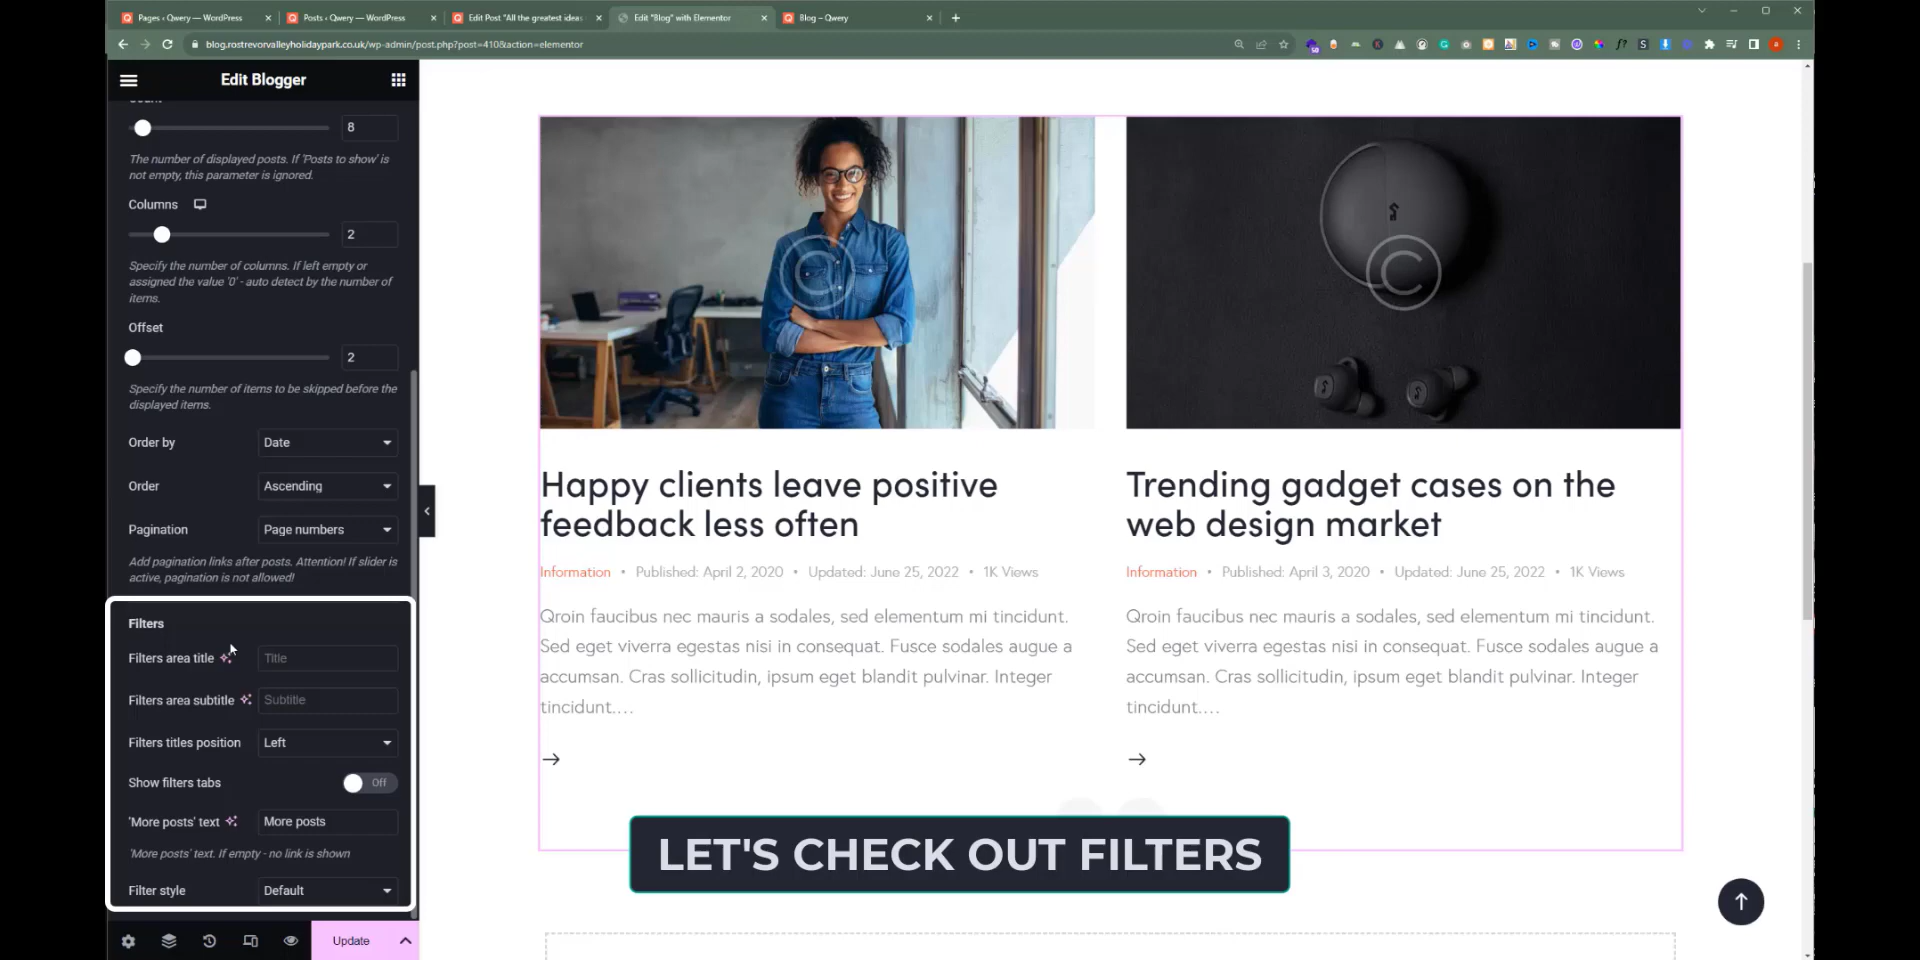 Pages ‹ Qwery — WordPress
Posts ‹ Qwery — WordPress
Edit Post "All the greatest ideas
Edit "Blog" with Elementor
Blog – Qwery
blog.rostrevorvalleyholidaypark.co.uk/wp-admin/post.php?post=410&action=elementor
Edit Blogger
8
The number of displayed posts. If 'Posts to show' is
not empty, this parameter is ignored.
Columns
2
Specify the number of columns. If left empty or
assigned the value '0' - auto detect by the number of
items.
Offset
2
Specify the number of items to be skipped before the
displayed items.
Order by Date
Order Ascending
Pagination Page numbers
Add pagination links after posts. Attention! If slider is
active, pagination is not allowed!
Filters
Filters area title Title
Filters area subtitle Subtitle
Filters titles position Left
Show filters tabs Off
'More posts' text More posts
'More posts' text. If empty - no link is shown
Filter style Default
Update
Happy clients leave positive
feedback less often
Information • Published: April 2, 2020 • Updated: June 25, 2022 • 1K Views
Qroin faucibus nec mauris a sodales, sed elementum mi tincidunt.
Sed eget viverra egestas nisi in consequat. Fusce sodales augue a
accumsan. Cras sollicitudin, ipsum eget blandit pulvinar. Integer
tincidunt.…
Trending gadget cases on the
web design market
Information • Published: April 3, 2020 • Updated: June 25, 2022 • 1K Views
Qroin faucibus nec mauris a sodales, sed elementum mi tincidunt.
Sed eget viverra egestas nisi in consequat. Fusce sodales augue a
accumsan. Cras sollicitudin, ipsum eget blandit pulvinar. Integer
tincidunt.…
LET'S CHECK OUT FILTERS